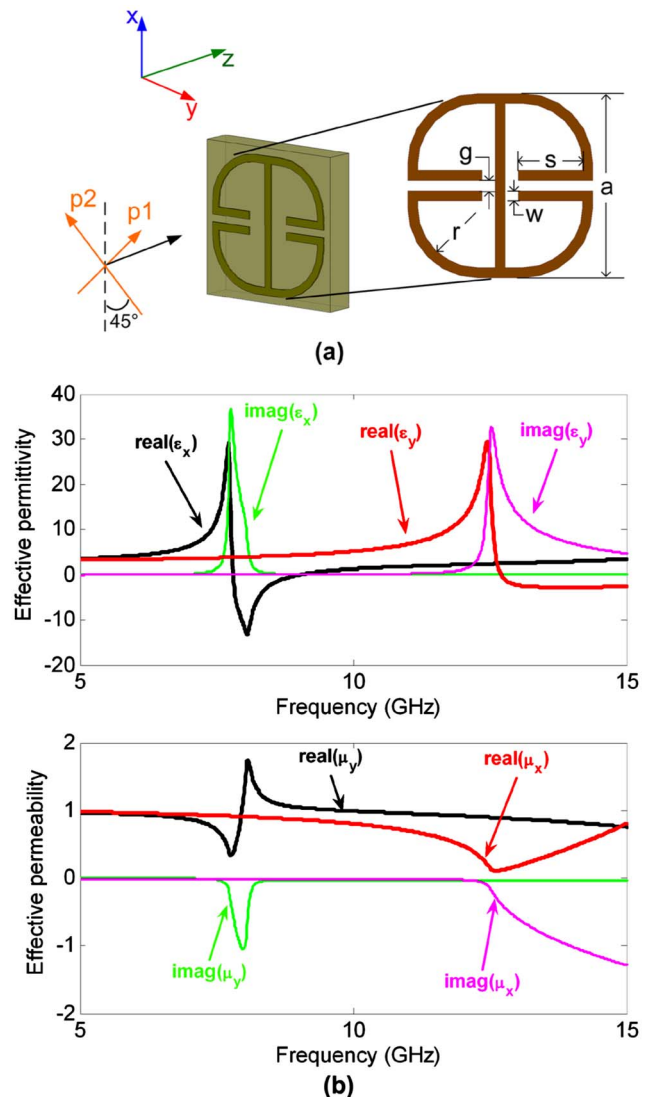 x
z
y
p2
p1
45°
g
s
a
w
r
(a)
40
30
20
10
0
-10
-20
Effective permittivity
real(εx)
imag(εx)
real(εy)
imag(εy)
5
10
15
Frequency (GHz)
2
1
0
-1
-2
Effective permeability
real(μy)
real(μx)
imag(μy)
imag(μx)
5
10
15
Frequency (GHz)
(b)